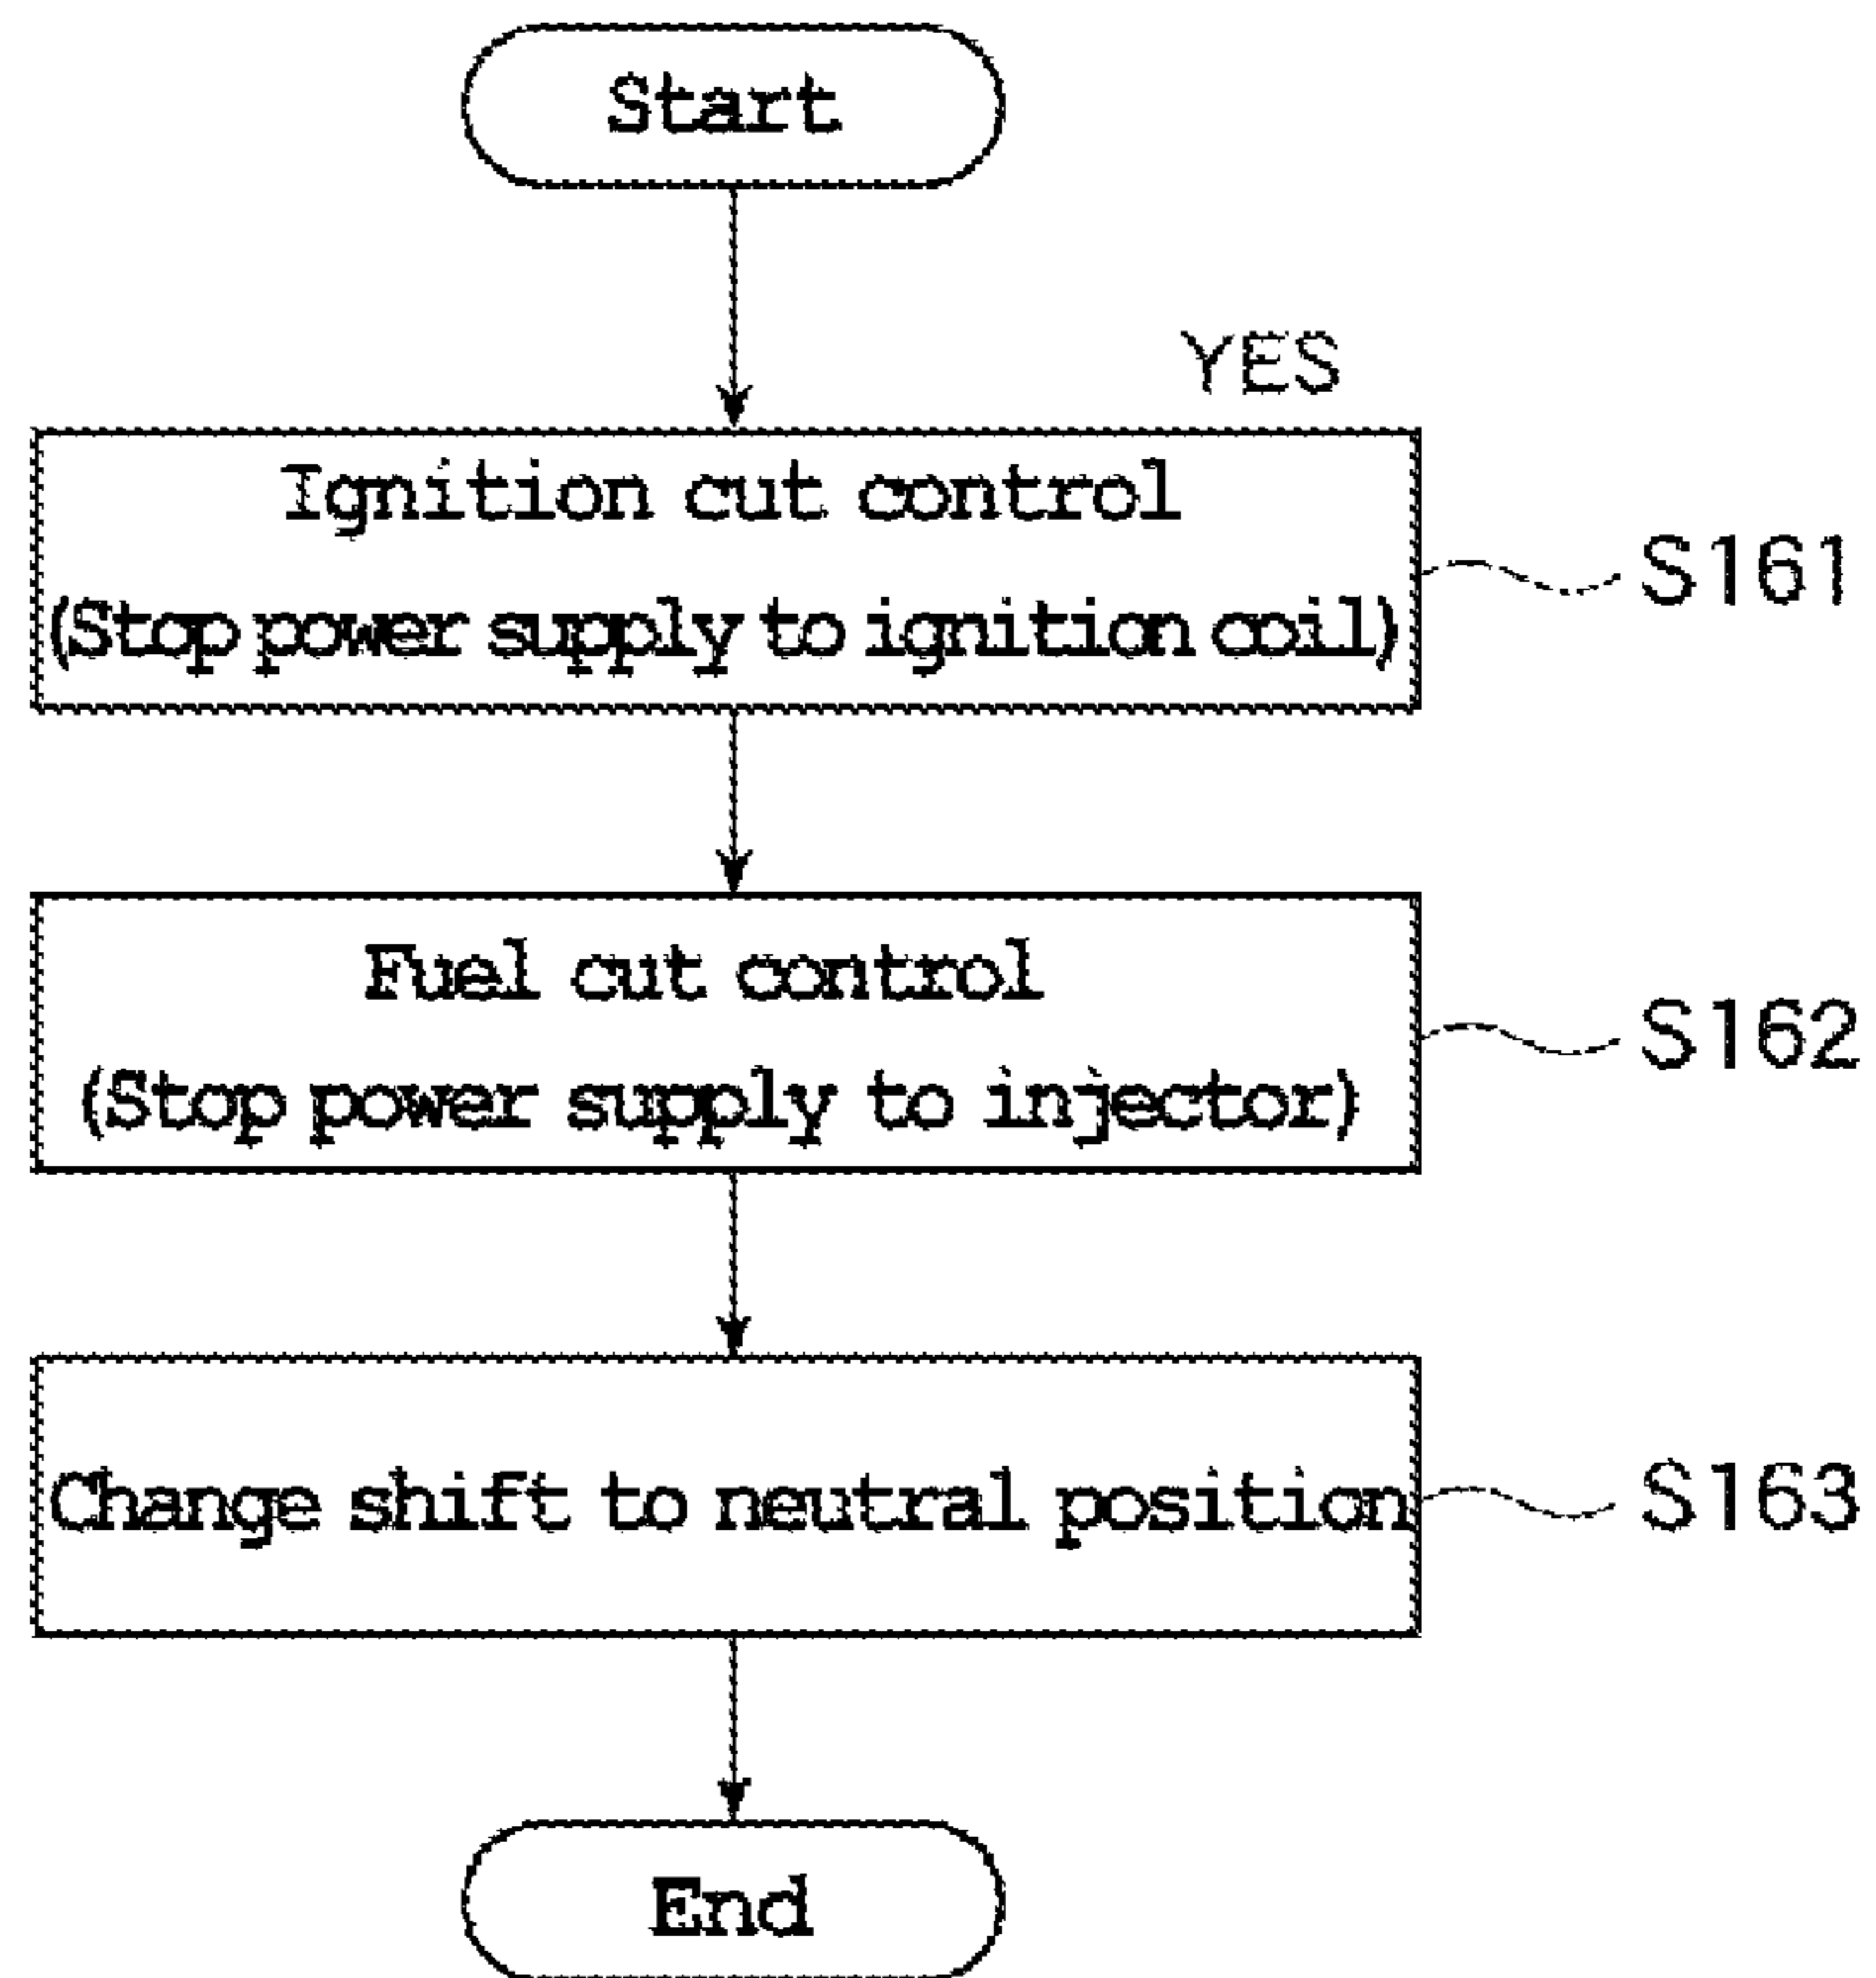 Start
YES
Ignition cut control
(Stop power supply to ignition coil)
S161
Fuel cut control
(Stop power supply to injector)
S162
Change shift to neutral position
S163
End